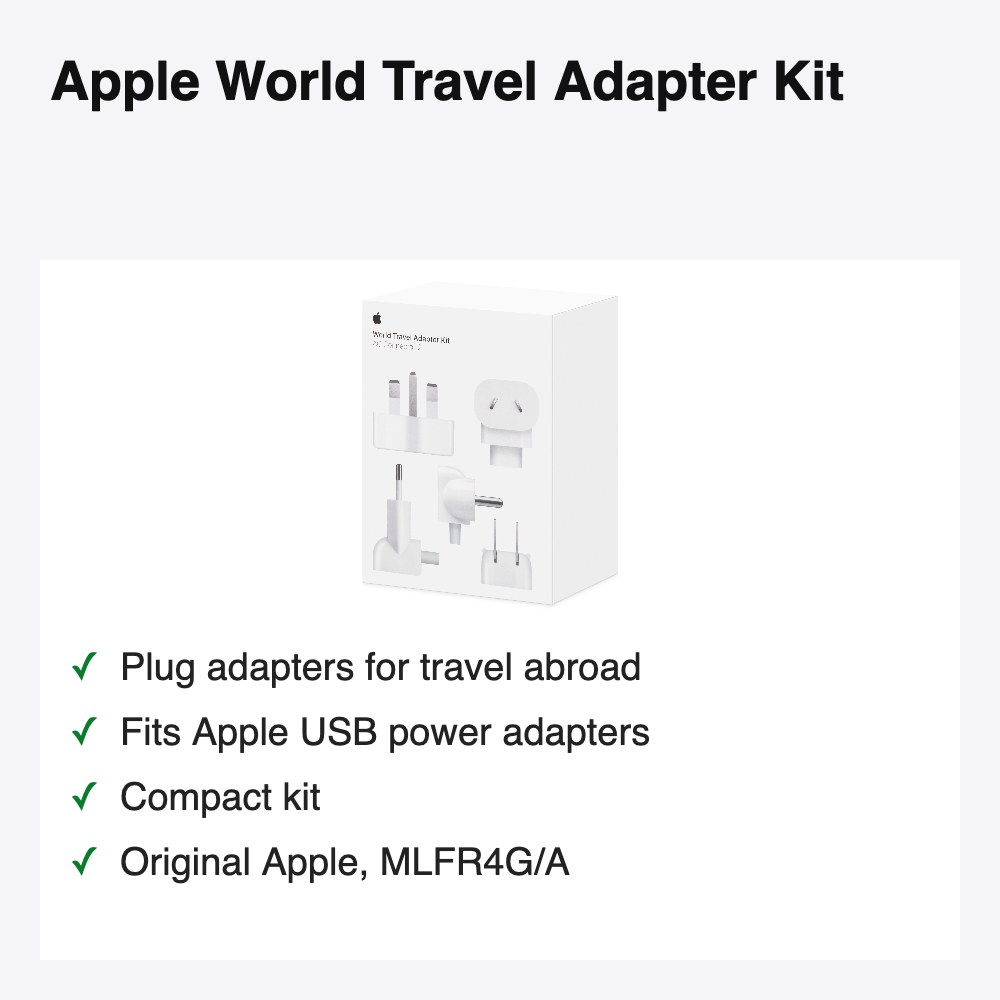 Apple World Travel Adapter Kit
World Travel Adapter Kit
✓ Plug adapters for travel abroad
✓ Fits Apple USB power adapters
✓ Compact kit
✓ Original Apple, MLFR4G/A